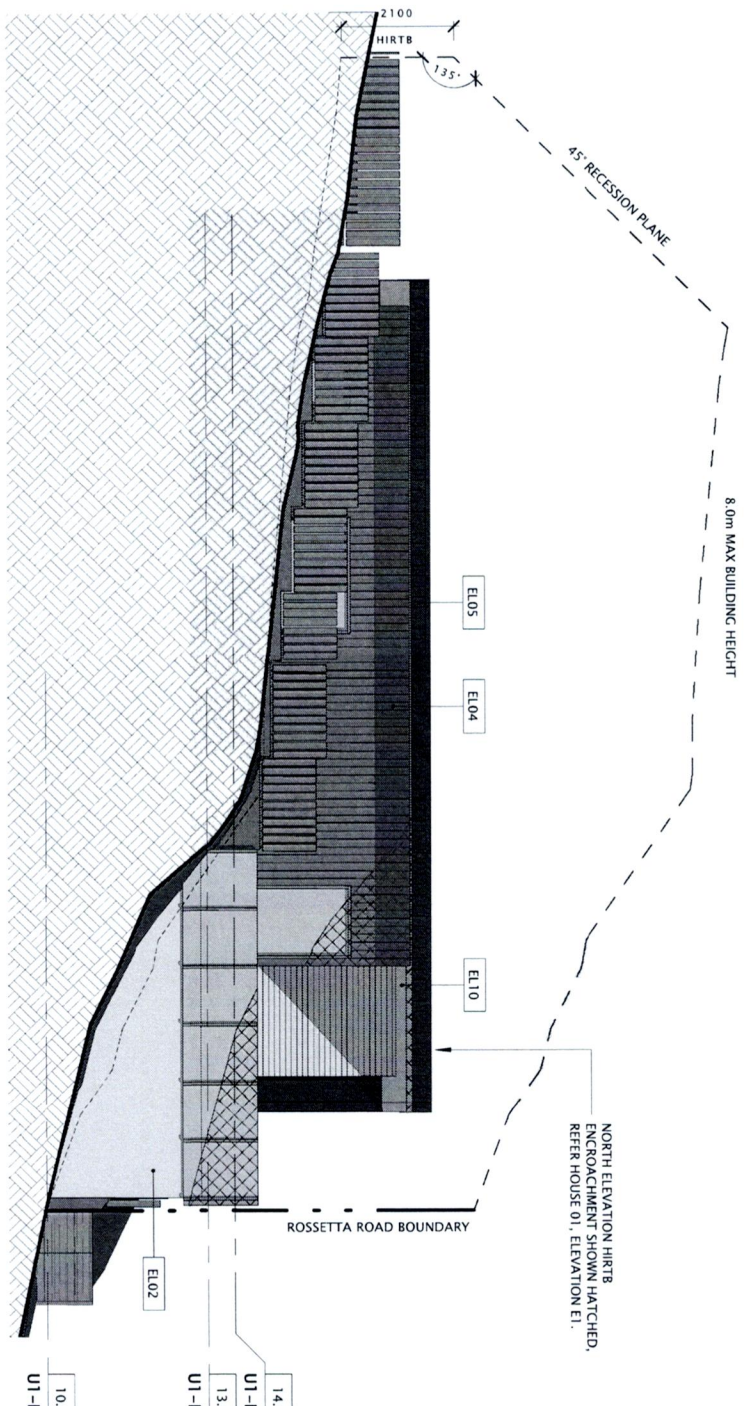 2100
HIRTB
135°
45° RECESSION PLANE
8.0m MAX BUILDING HEIGHT
EL05
EL04
EL10
NORTH ELEVATION HIRTB
ENCROACHMENT SHOWN HATCHED,
REFER HOUSE 01, ELEVATION E1.
ROSSETTA ROAD BOUNDARY
EL02
14.
U1-
13.
U1-
10.
U1-